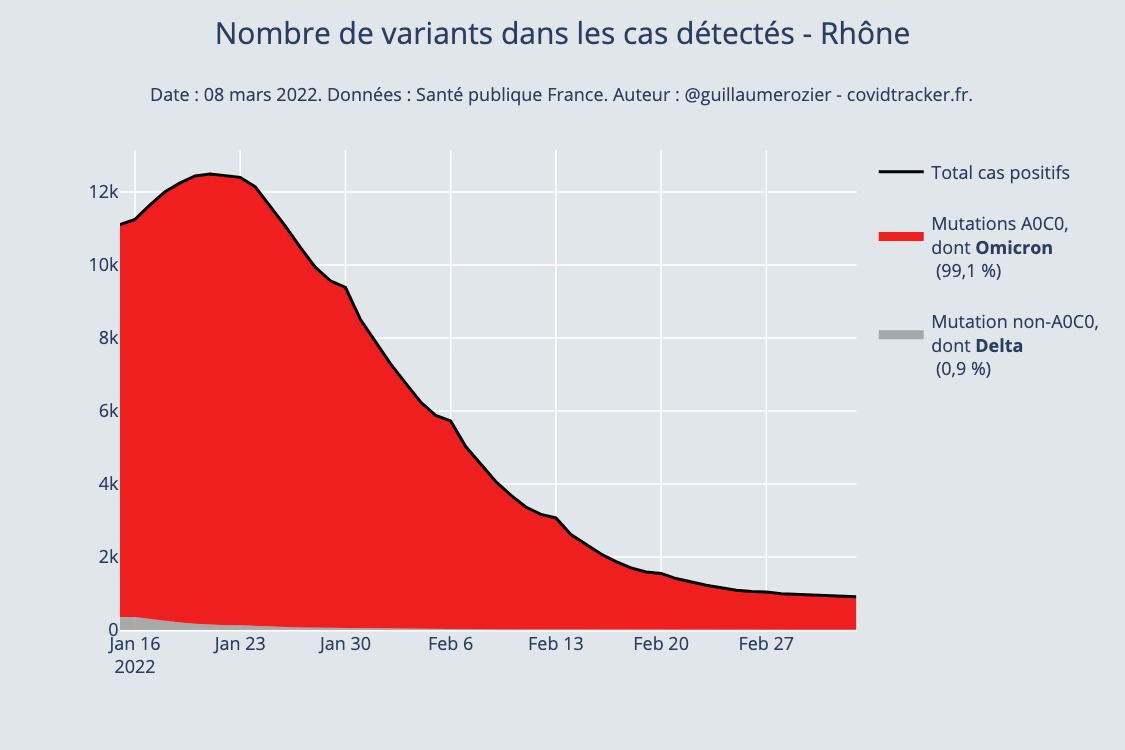 Nombre de variants dans les cas détectés - Rhône
Date : 08 mars 2022. Données : Santé publique France. Auteur : @guillaumerozier - covidtracker.fr.
12k
10k
8k
6k
4k
2k
0
Jan 16
2022
Jan 23
Jan 30
Feb 6
Feb 13
Feb 20
Feb 27
Total cas positifs
Mutations A0C0,
dont Omicron
(99,1 %)
Mutation non-A0C0,
dont Delta
(0,9 %)